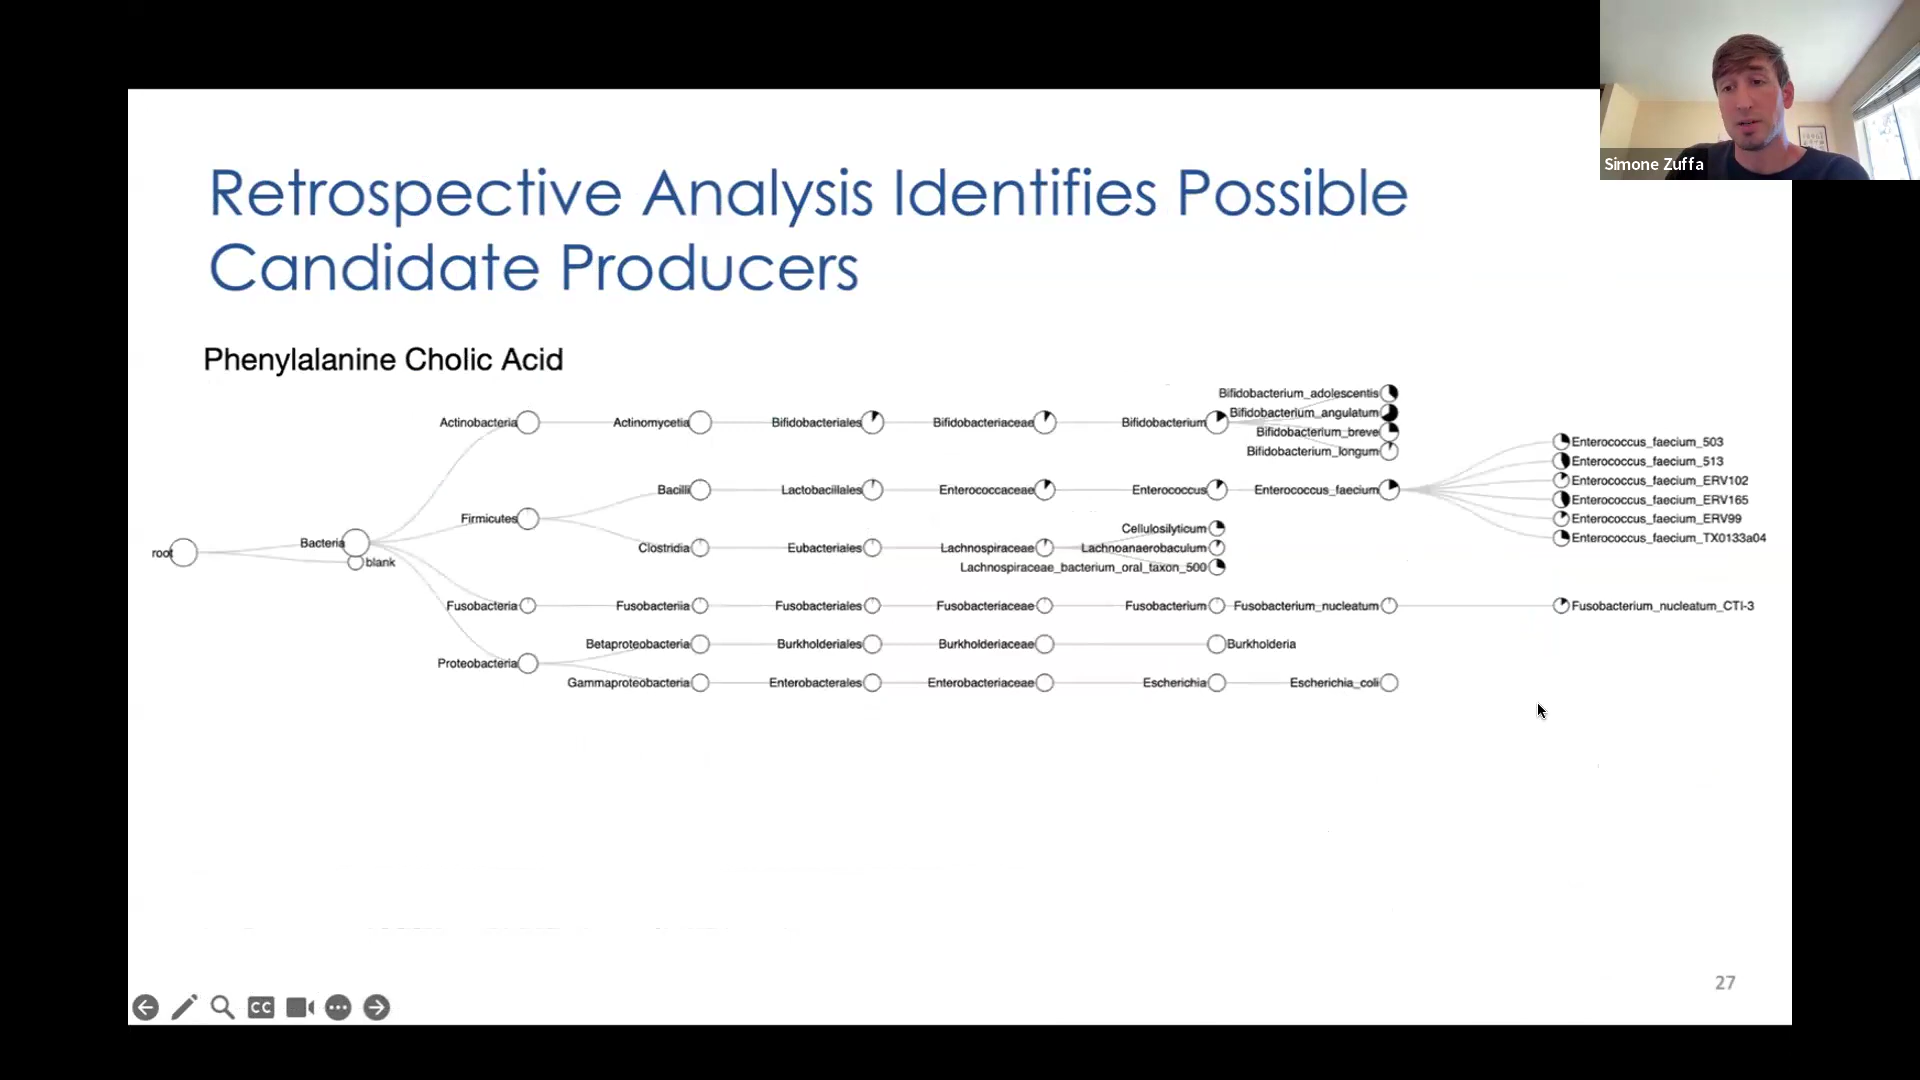 Simone Zuffa
Retrospective Analysis Identifies Possible
Candidate Producers
Phenylalanine Cholic Acid
Bifidobacterium_adolescentis
Bifidobacterium_angulatum
Actinobacteria Actinomycetia Bifidobacteriales Bifidobacteriaceae Bifidobacterium
Bifidobacterium_breve
Bifidobacterium_longum
Enterococcus_faecium_503
Enterococcus_faecium_513
Enterococcus_faecium_ERV102
Bacilli Lactobacillales Enterococcaceae Enterococcus Enterococcus_faecium
Enterococcus_faecium_ERV165
Firmicutes Enterococcus_faecium_ERV99
Cellulosilyticum
Enterococcus_faecium_TX0133a04
Bacteria
root
Clostridia Eubacteriales Lachnospiraceae Lachnoanaerobaculum
blank
Lachnospiraceae_bacterium_oral_taxon_500
Fusobacteria Fusobacteriia Fusobacteriales Fusobacteriaceae Fusobacterium Fusobacterium_nucleatum Fusobacterium_nucleatum_CTI-3
Betaproteobacteria Burkholderiales Burkholderiaceae Burkholderia
Proteobacteria
Gammaproteobacteria Enterobacterales Enterobacteriaceae Escherichia Escherichia_coli
27
CC